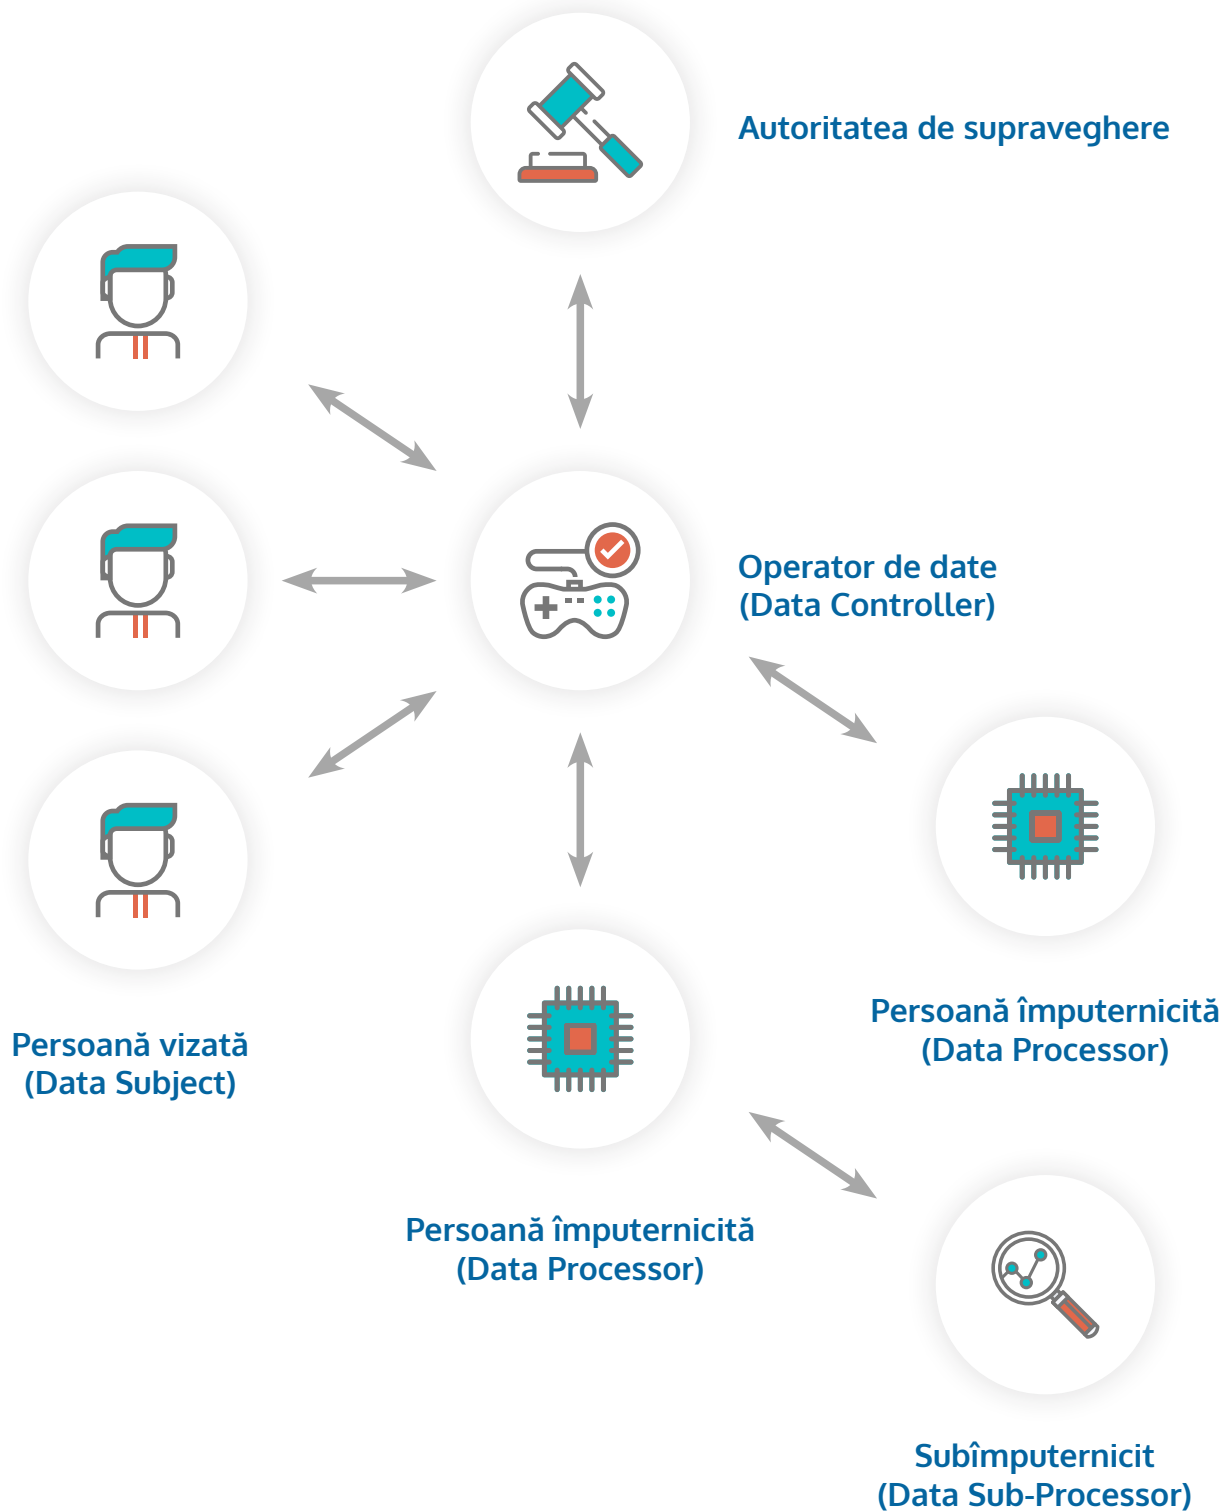 Autoritatea de supraveghere
Operator de date
(Data Controller)
Persoană împuternicită
(Data Processor)
Persoană vizată
(Data Subject)
Persoană împuternicită
(Data Processor)
Subîmputernicit
(Data Sub-Processor)